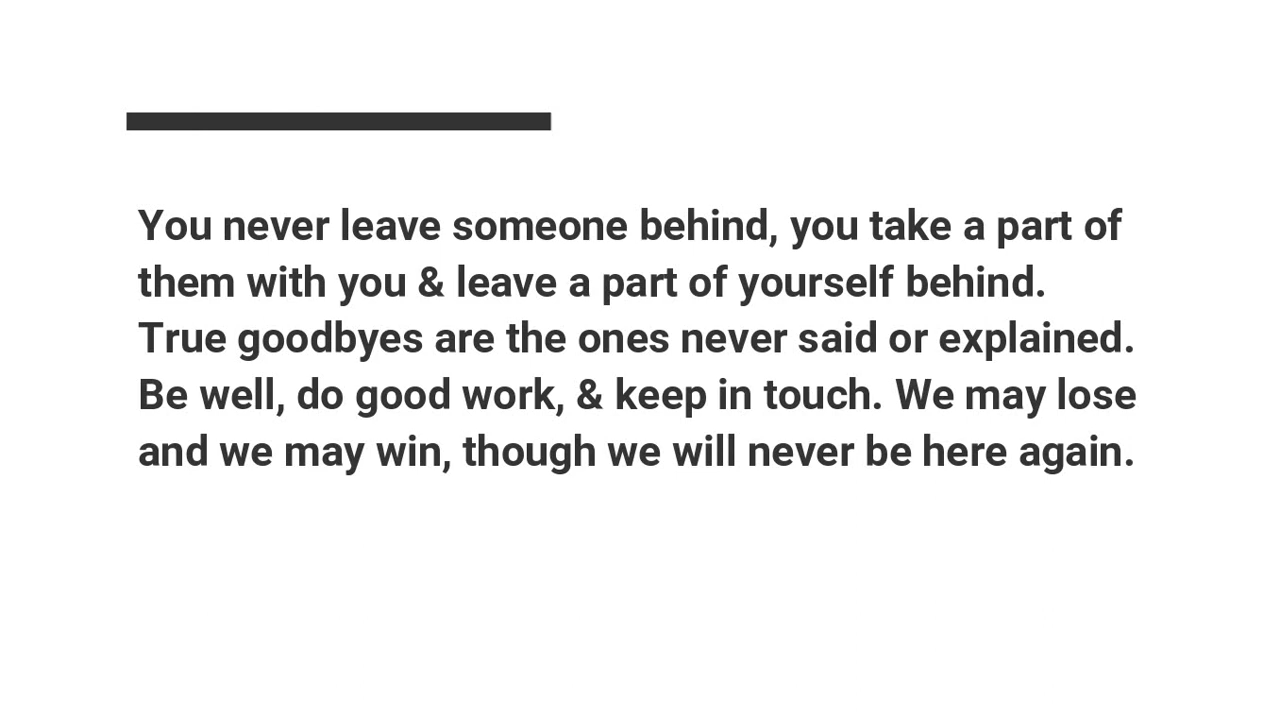 You never leave someone behind, you take a part of
them with you & leave a part of yourself behind.
True goodbyes are the ones never said or explained.
Be well, do good work, & keep in touch. We may lose
and we may win, though we will never be here again.